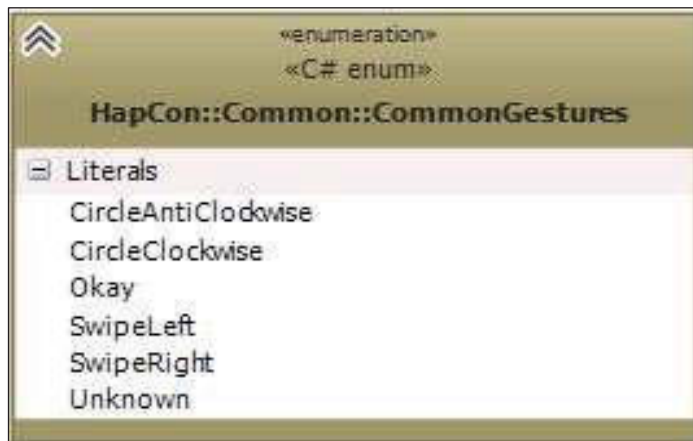 «enumeration»
«C# enum»
HapCon::Common::CommonGestures
Literals
CircleAntiClockwise
CircleClockwise
Okay
SwipeLeft
SwipeRight
Unknown